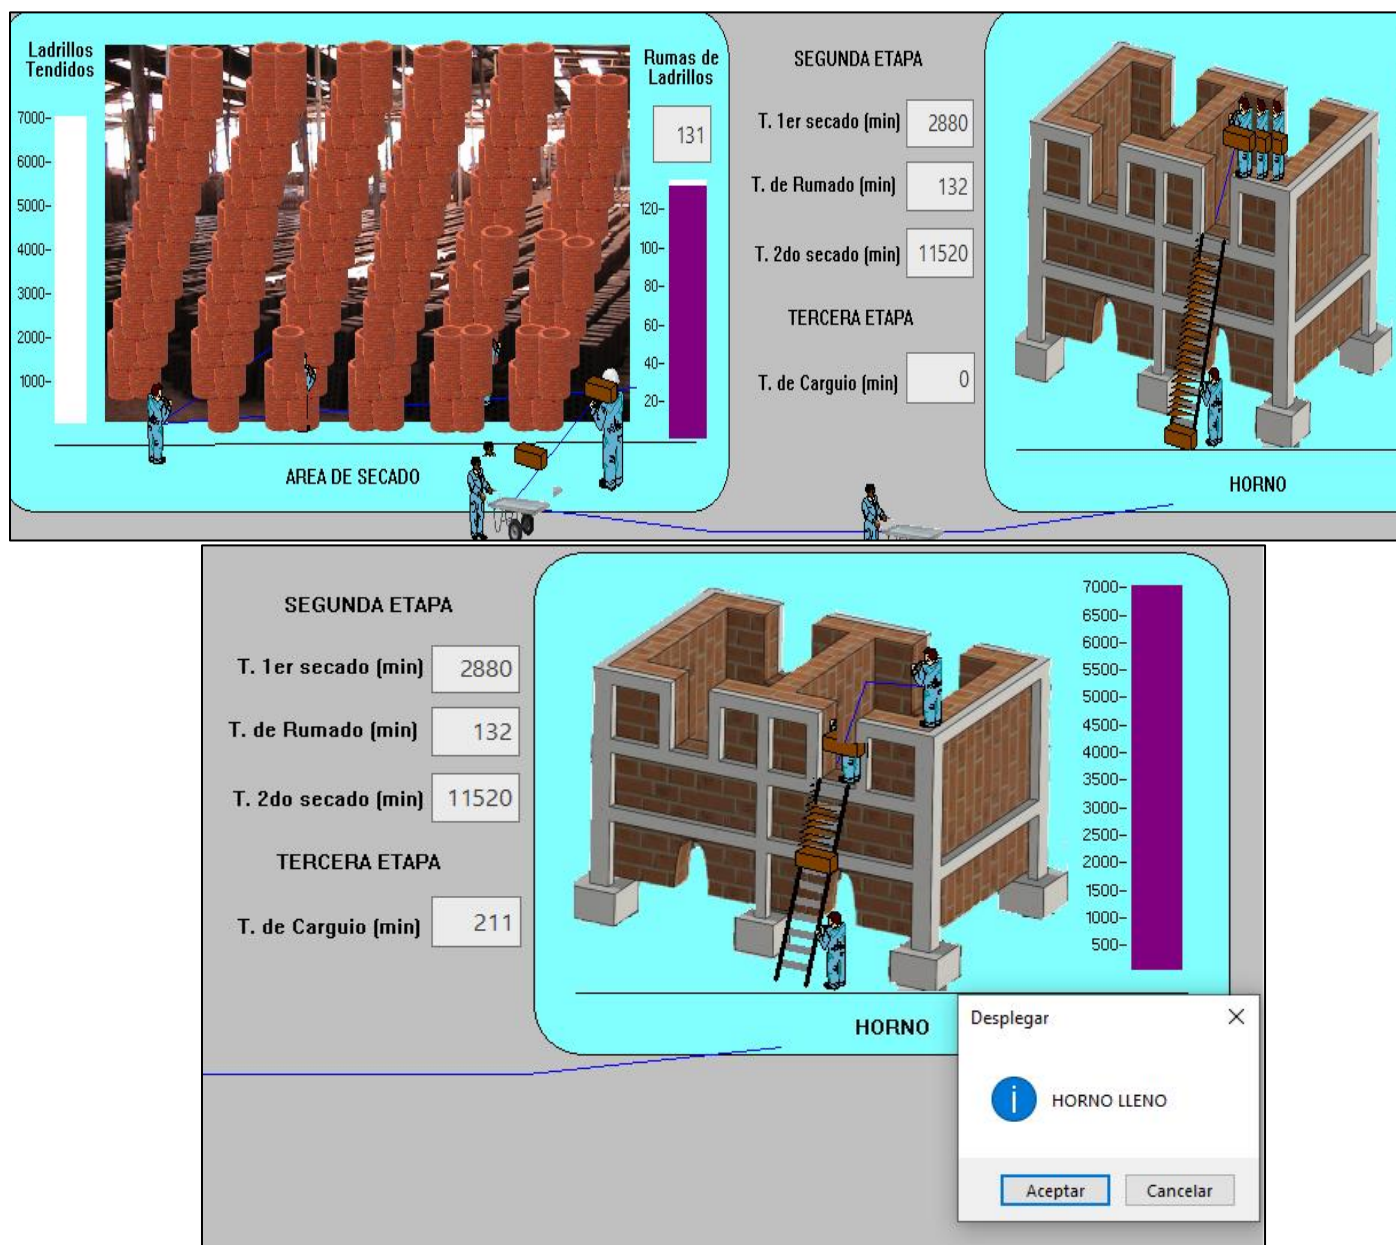 Ladrillos
Tendidos
7000-
6000-
5000-
4000-
3000-
2000-
1000-
Rumas de
Ladrillos
131
120-
100-
80-
60-
40-
20-
AREA DE SECADO
SEGUNDA ETAPA
T. 1er secado (min) 2880
T. de Rumado (min) 132
T. 2do secado (min) 11520
TERCERA ETAPA
T. de Carguio (min) 0
HORNO
SEGUNDA ETAPA
T. 1er secado (min) 2880
T. de Rumado (min) 132
T. 2do secado (min) 11520
TERCERA ETAPA
T. de Carguio (min) 211
7000-
6500-
6000-
5500-
5000-
4500-
4000-
3500-
3000-
2500-
2000-
1500-
1000-
500-
HORNO
Desplegar
HORNO LLENO
Aceptar Cancelar